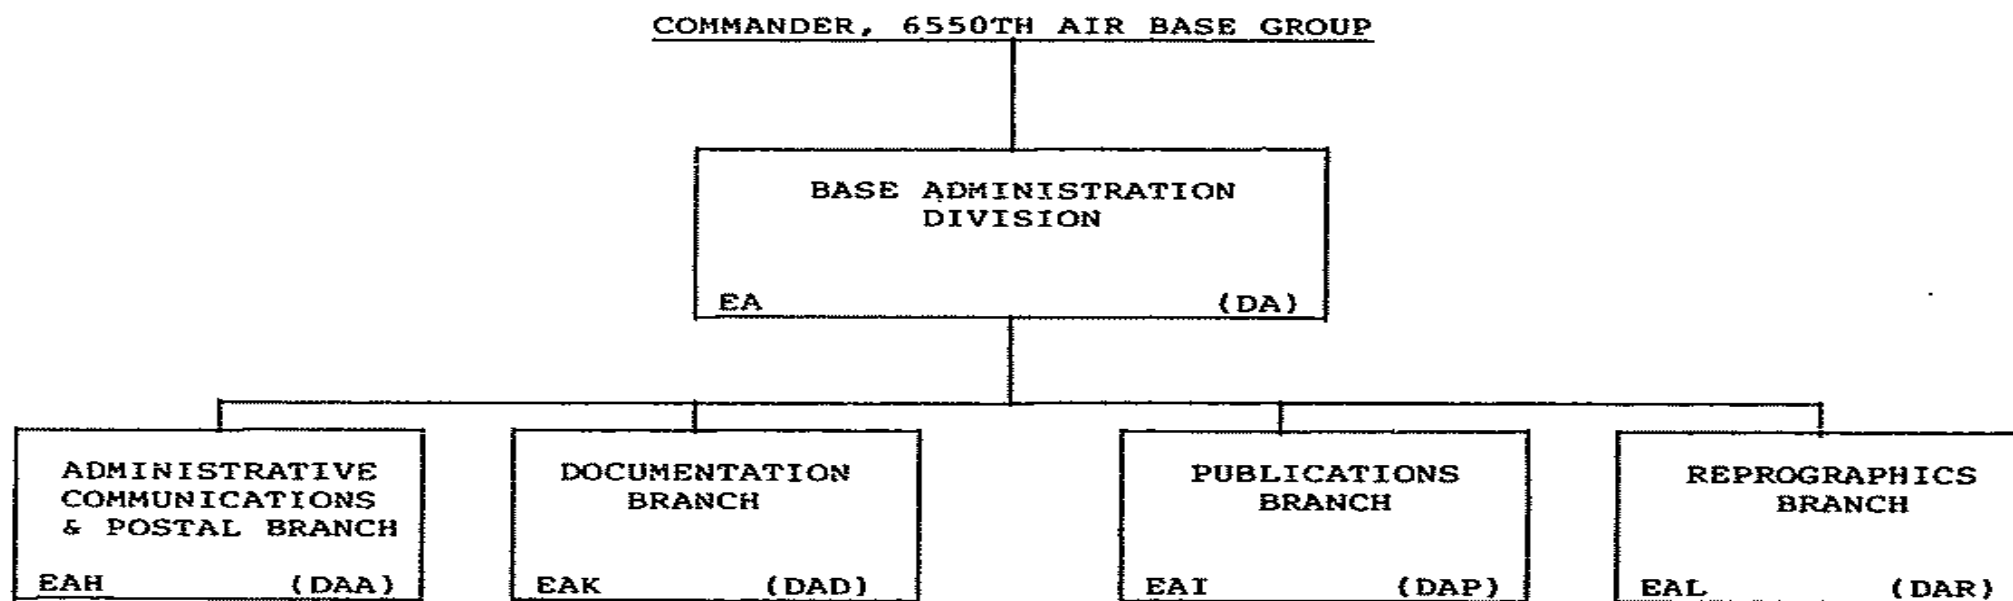 COMMANDER, 6550TH AIR BASE GROUP
BASE ADMINISTRATION
DIVISION
EA (DA)
ADMINISTRATIVE
COMMUNICATIONS
& POSTAL BRANCH
EAH (DAA)
DOCUMENTATION
BRANCH
EAK (DAD)
PUBLICATIONS
BRANCH
EAI (DAP)
REPROGRAPHICS
BRANCH
EAL (DAR)